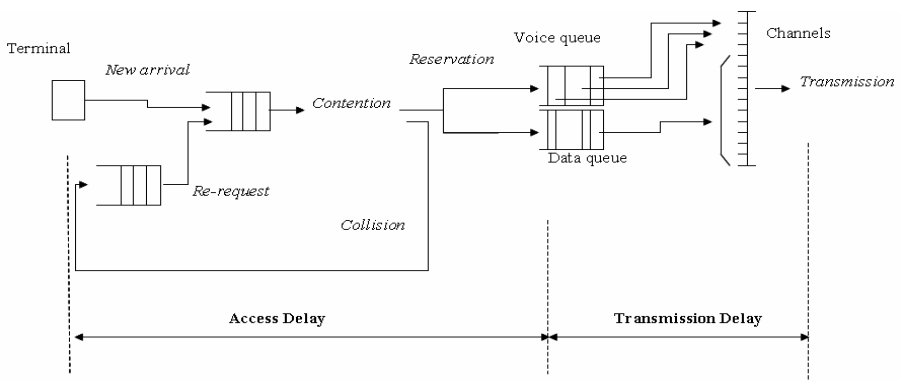 Terminal
New arrival
Contention
Reservation
Voice queue
Channels
Transmission
Data queue
Re-request
Collision
Access Delay
Transmission Delay